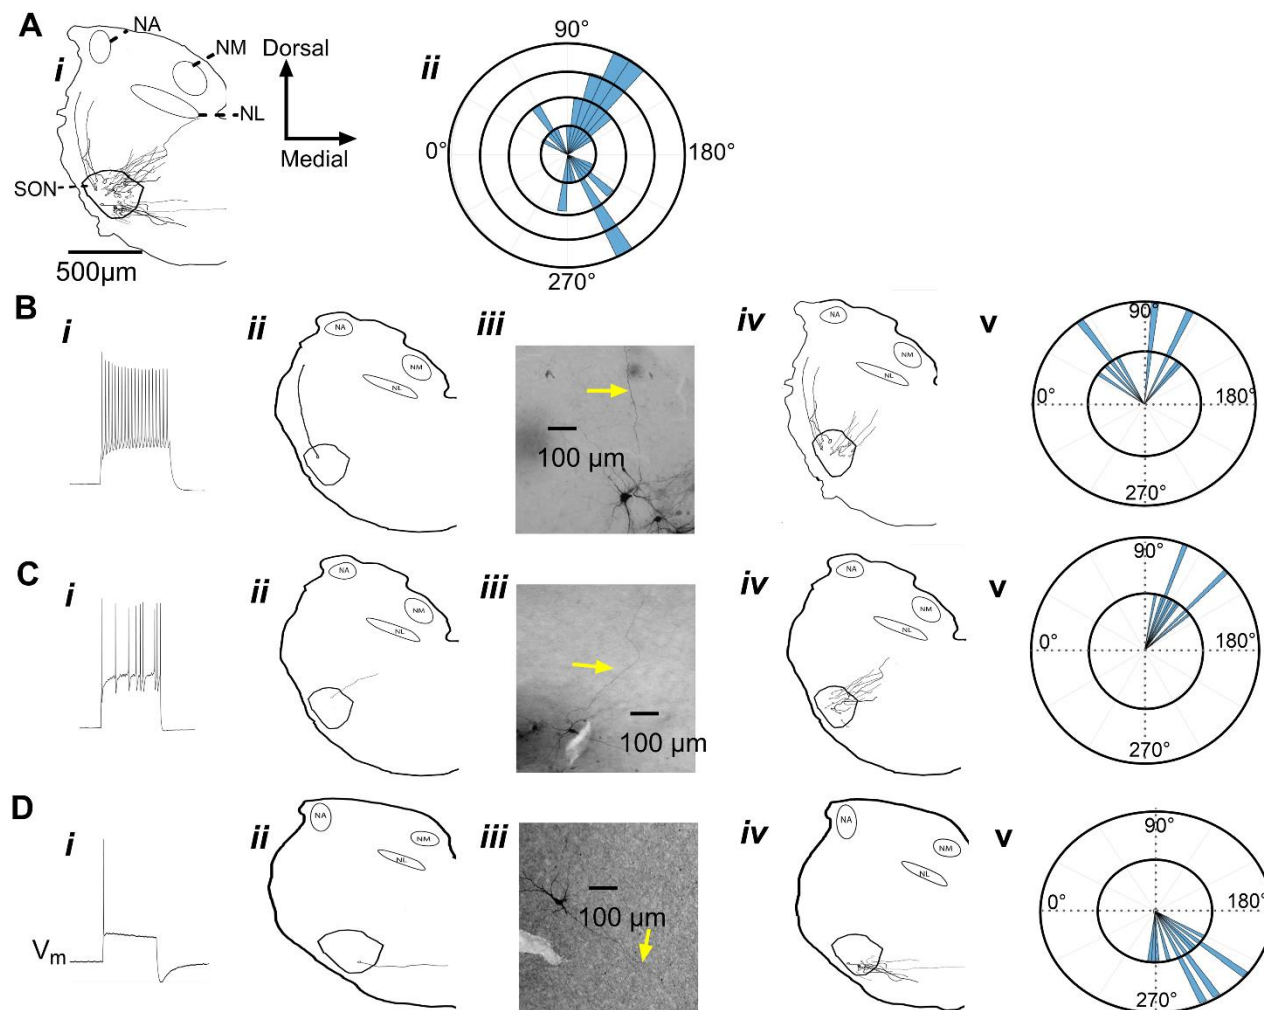 A
i
NA
NM
NL
SON
500µm
Dorsal
Medial
ii
90°
0°
180°
270°
B
i
ii
NA
NM
NL
iii
100 µm
iv
NA
NM
NL
v
90°
0°
180°
270°
C
i
ii
NA
NM
NL
iii
100 µm
iv
NA
NM
NL
v
90°
0°
180°
270°
D
i
Vm
ii
NA
NM
NL
iii
100 µm
iv
NA
NM
NL
v
90°
0°
180°
270°